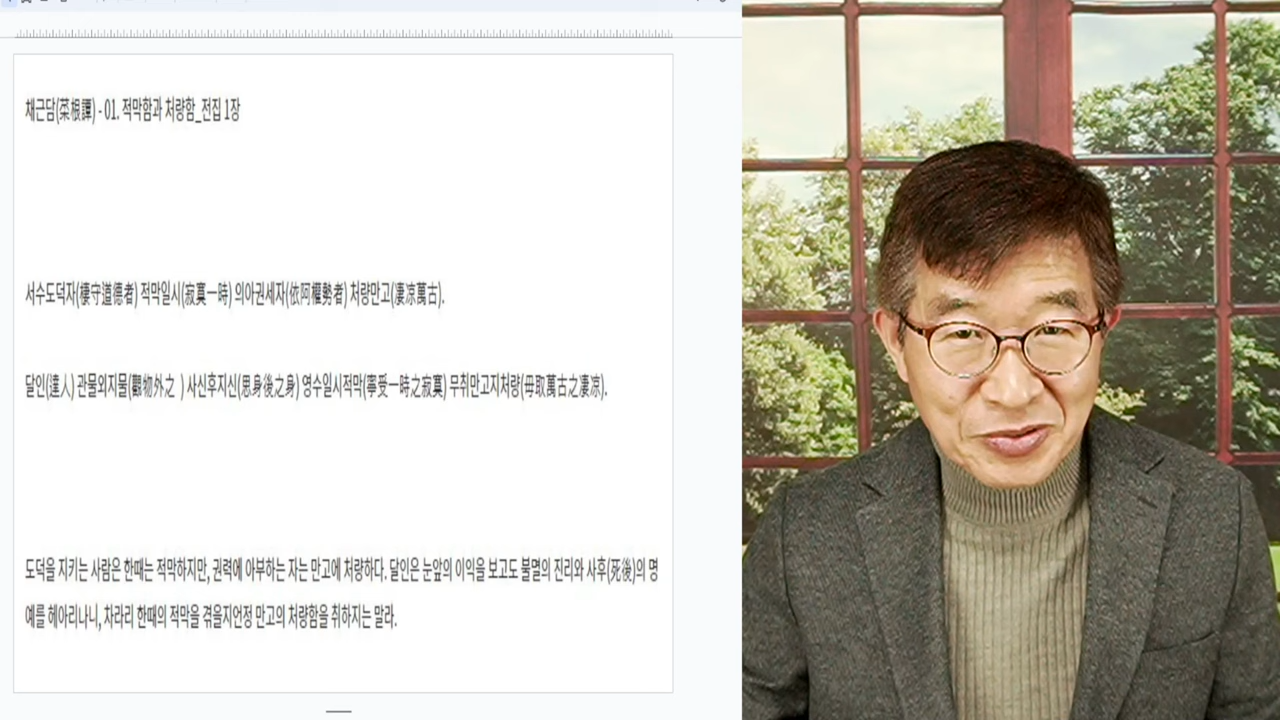 채근담(菜根譚) - 01. 적막함과 처량함_전집 1장
서수도덕자(棲守道德者) 적막일시(寂寞一時) 의아권세자(依阿權勢者) 처량만고(凄凉萬古).
달인(達人) 관물외지물(觀物外之 ) 사신후지신(思身後之身) 영수일시적막(寧受一時之寂寞) 무취만고지처량(毋取萬古之凄凉).
도덕을 지키는 사람은 한때는 적막하지만, 권력에 아부하는 자는 만고에 처량하다. 달인은 눈앞의 이익을 보고도 불멸의 진리와 사후(死後)의 명
예를 헤아리나니, 차라리 한때의 적막을 겪을지언정 만고의 처량함을 취하지는 말라.